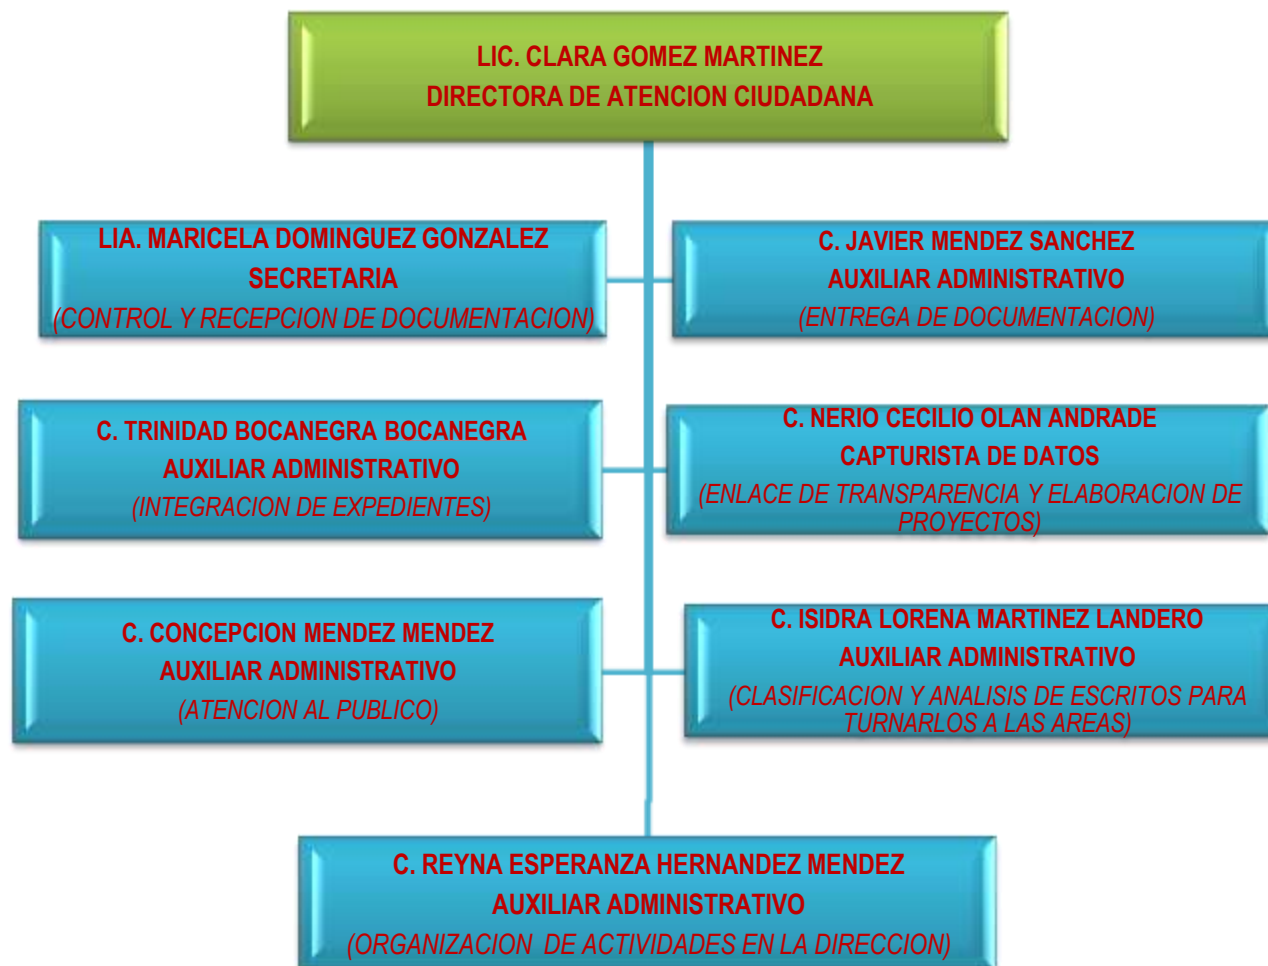 LIC. CLARA GOMEZ MARTINEZ
DIRECTORA DE ATENCION CIUDADANA
LIA. MARICELA DOMINGUEZ GONZALEZ
SECRETARIA
(CONTROL Y RECEPCION DE DOCUMENTACION)
C. JAVIER MENDEZ SANCHEZ
AUXILIAR ADMINISTRATIVO
(ENTREGA DE DOCUMENTACION)
C. TRINIDAD BOCANEGRA BOCANEGRA
AUXILIAR ADMINISTRATIVO
(INTEGRACION DE EXPEDIENTES)
C. NERIO CECILIO OLAN ANDRADE
CAPTURISTA DE DATOS
(ENLACE DE TRANSPARENCIA Y ELABORACION DE
PROYECTOS)
C. CONCEPCION MENDEZ MENDEZ
AUXILIAR ADMINISTRATIVO
(ATENCION AL PUBLICO)
C. ISIDRA LORENA MARTINEZ LANDERO
AUXILIAR ADMINISTRATIVO
(CLASIFICACION Y ANALISIS DE ESCRITOS PARA
TURNARLOS A LAS AREAS)
C. REYNA ESPERANZA HERNANDEZ MENDEZ
AUXILIAR ADMINISTRATIVO
(ORGANIZACION DE ACTIVIDADES EN LA DIRECCION)